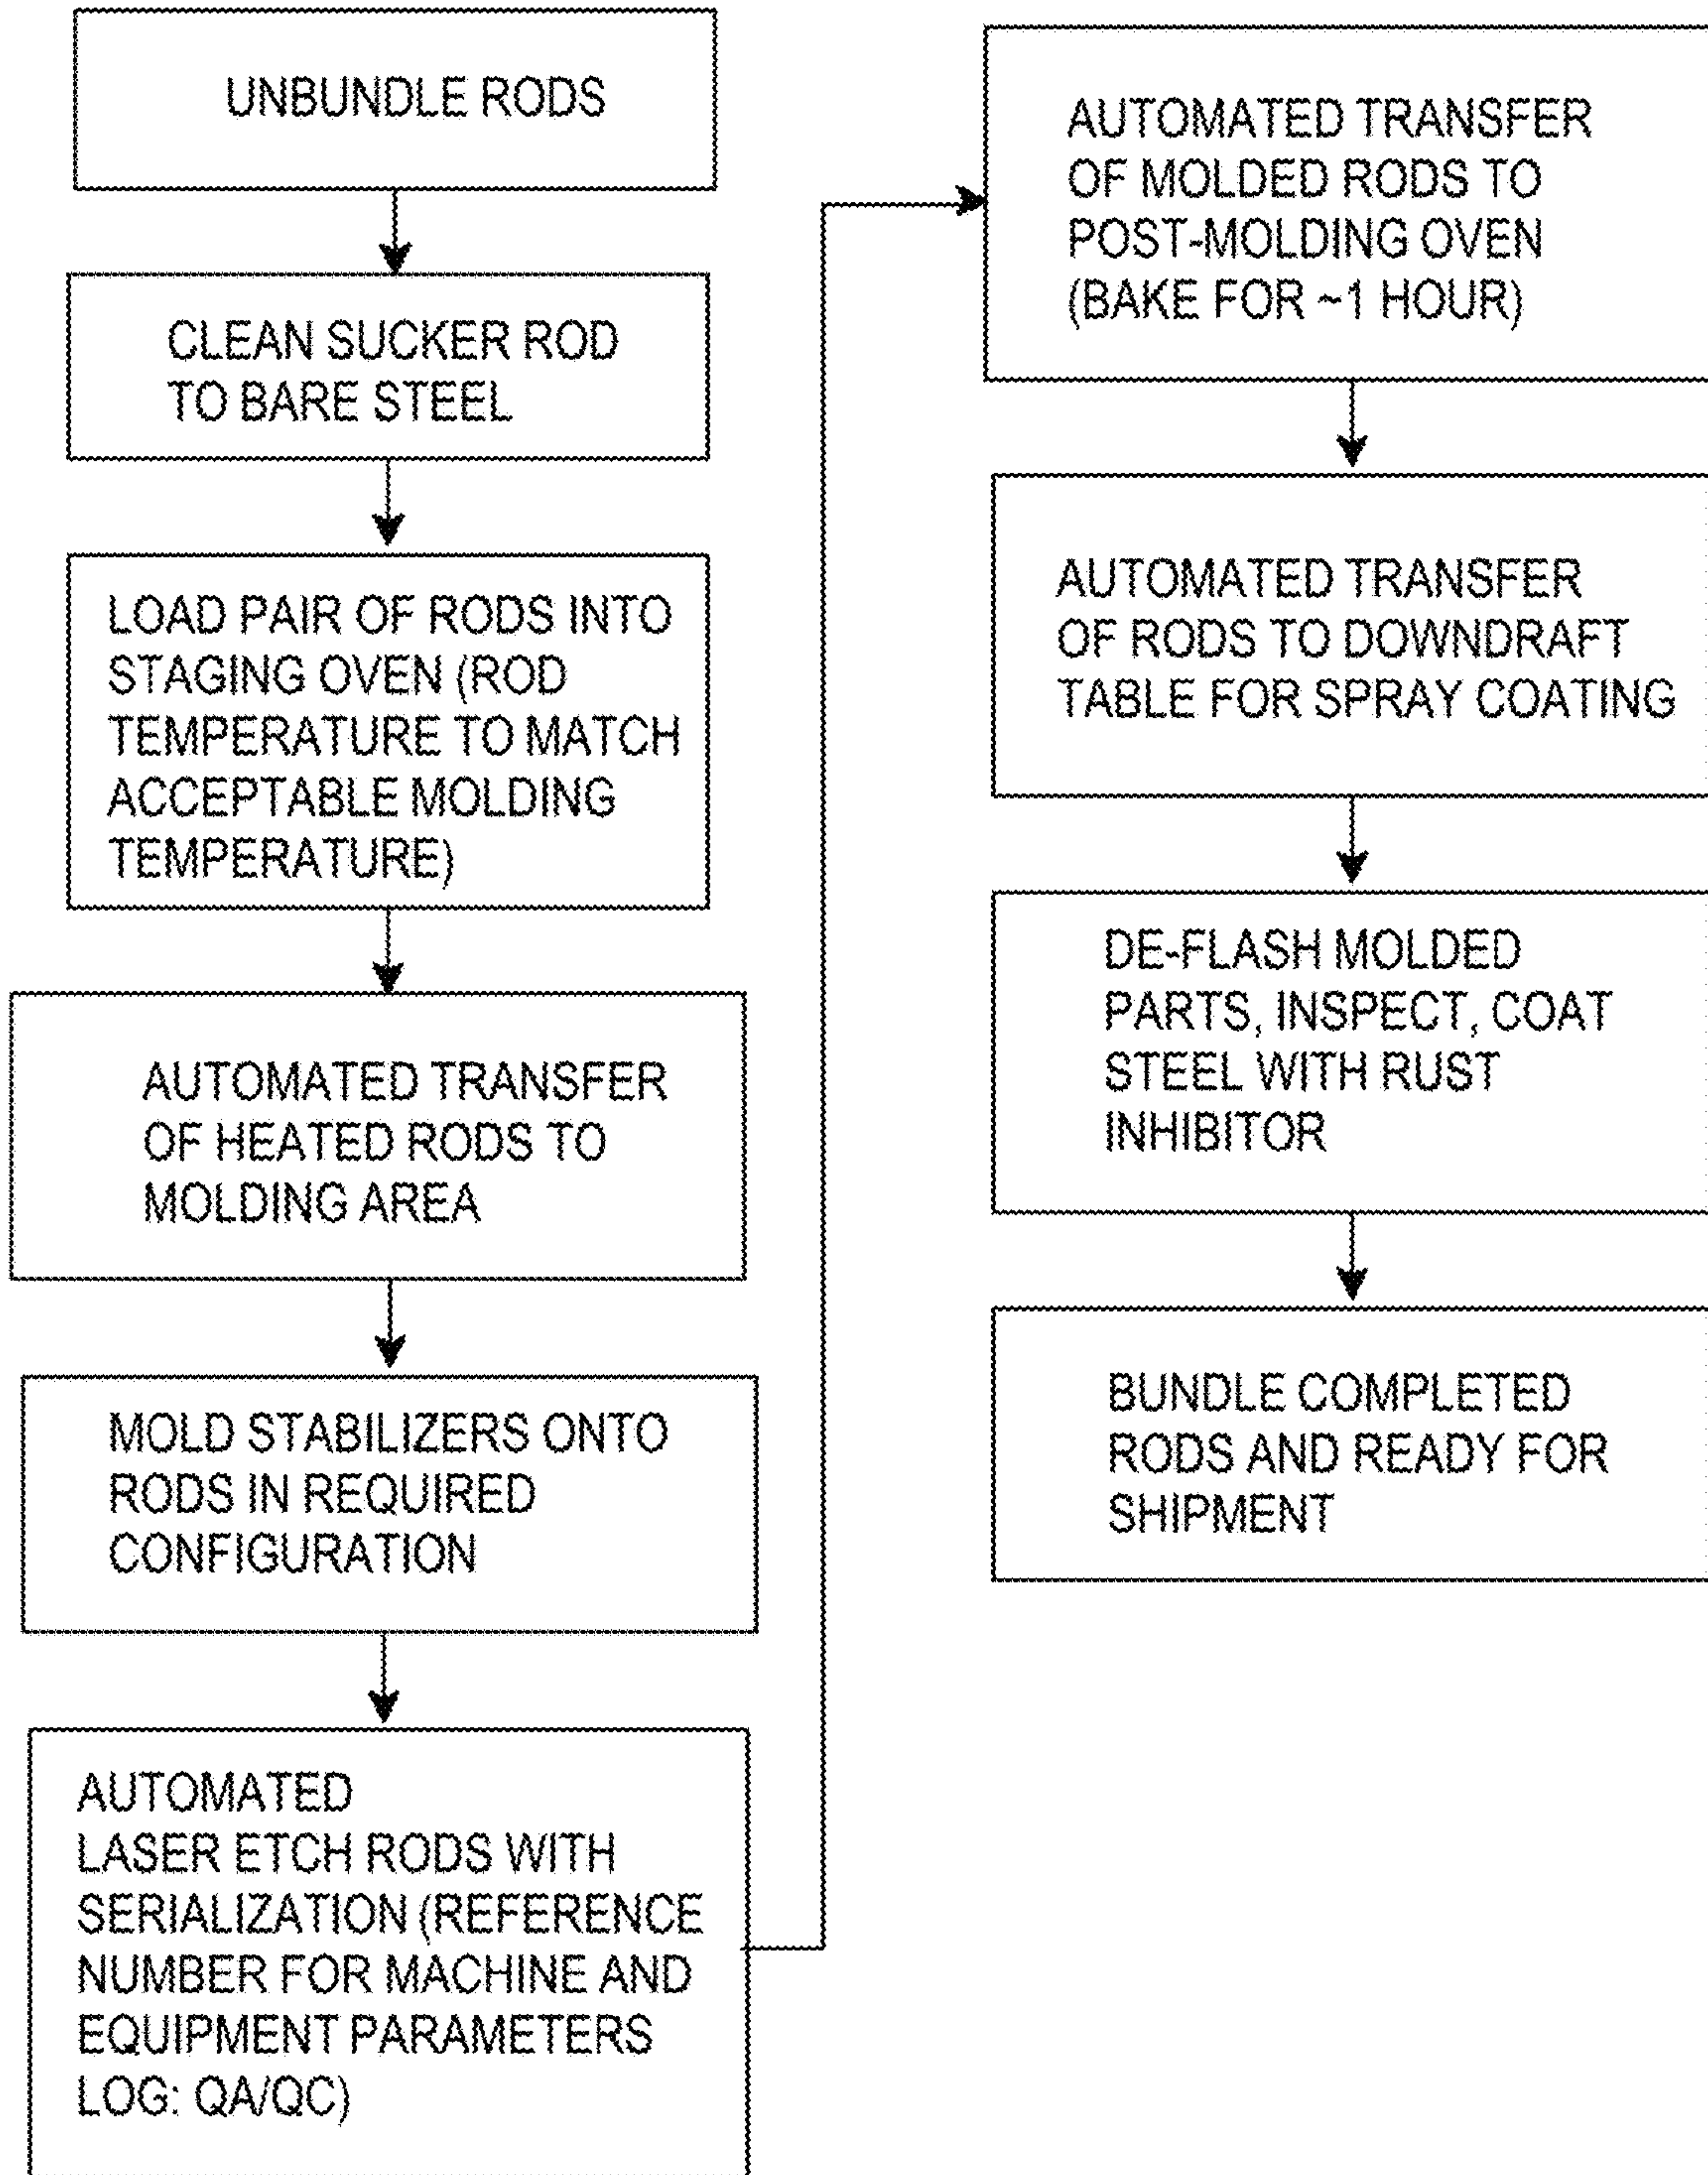 UNBUNDLE RODS
CLEAN SUCKER ROD
TO BARE STEEL
LOAD PAIR OF RODS INTO
STAGING OVEN (ROD
TEMPERATURE TO MATCH
ACCEPTABLE MOLDING
TEMPERATURE)
AUTOMATED TRANSFER
OF HEATED RODS TO
MOLDING AREA
MOLD STABILIZERS ONTO
RODS IN REQUIRED
CONFIGURATION
AUTOMATED
LASER ETCH RODS WITH
SERIALIZATION (REFERENCE
NUMBER FOR MACHINE AND
EQUIPMENT PARAMETERS
LOG: QA/QC)
AUTOMATED TRANSFER
OF MOLDED RODS TO
POST-MOLDING OVEN
(BAKE FOR ~1 HOUR)
AUTOMATED TRANSFER
OF RODS TO DOWNDRAFT
TABLE FOR SPRAY COATING
DE-FLASH MOLDED
PARTS, INSPECT, COAT
STEEL WITH RUST
INHIBITOR
BUNDLE COMPLETED
RODS AND READY FOR
SHIPMENT